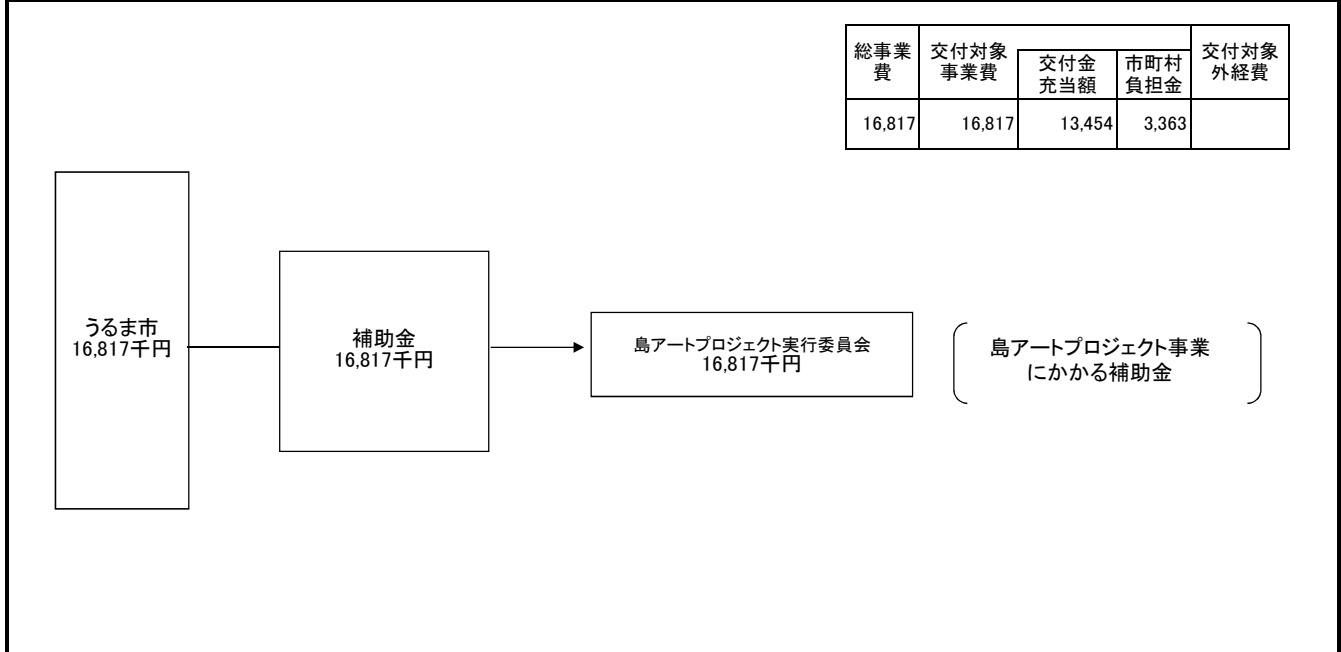 総事業
費
交付対象
事業費
交付金
充当額
市町村
負担金
交付対象
外経費
16,817
16,817
13,454
3,363
うるま市
16,817千円
補助金
16,817千円
島アートプロジェクト実行委員会
16,817千円
島アートプロジェクト事業
にかかる補助金